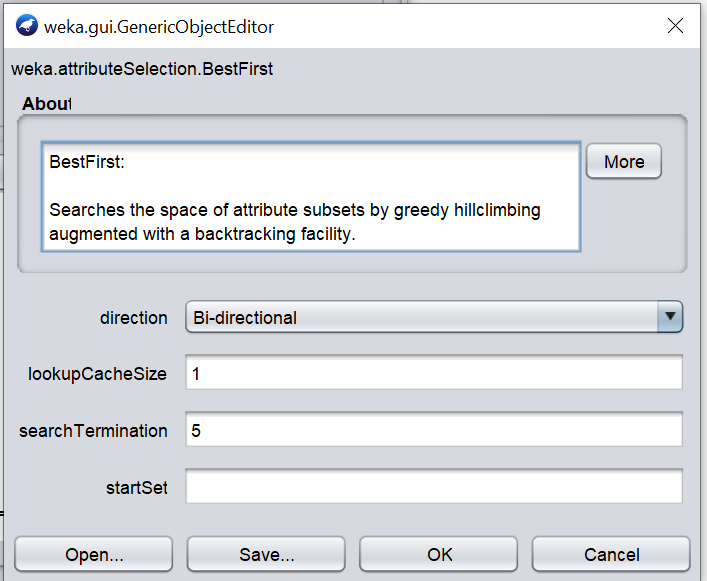 weka.gui.GenericObjectEditor
weka.attributeSelection.BestFirst
About
BestFirst:
Searches the space of attribute subsets by greedy hillclimbing
augmented with a backtracking facility.
More
direction Bi-directional
lookupCacheSize 1
searchTermination 5
startSet
Open... Save... OK Cancel